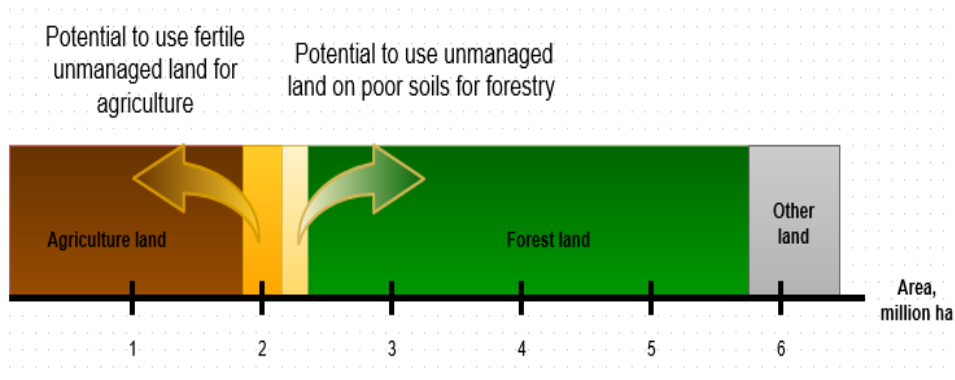 Potential to use fertile
unmanaged land for
agriculture
Potential to use unmanaged
land on poor soils for forestry
Agriculture land
Forest land
Other
land
Area,
million ha
1 2 3 4 5 6